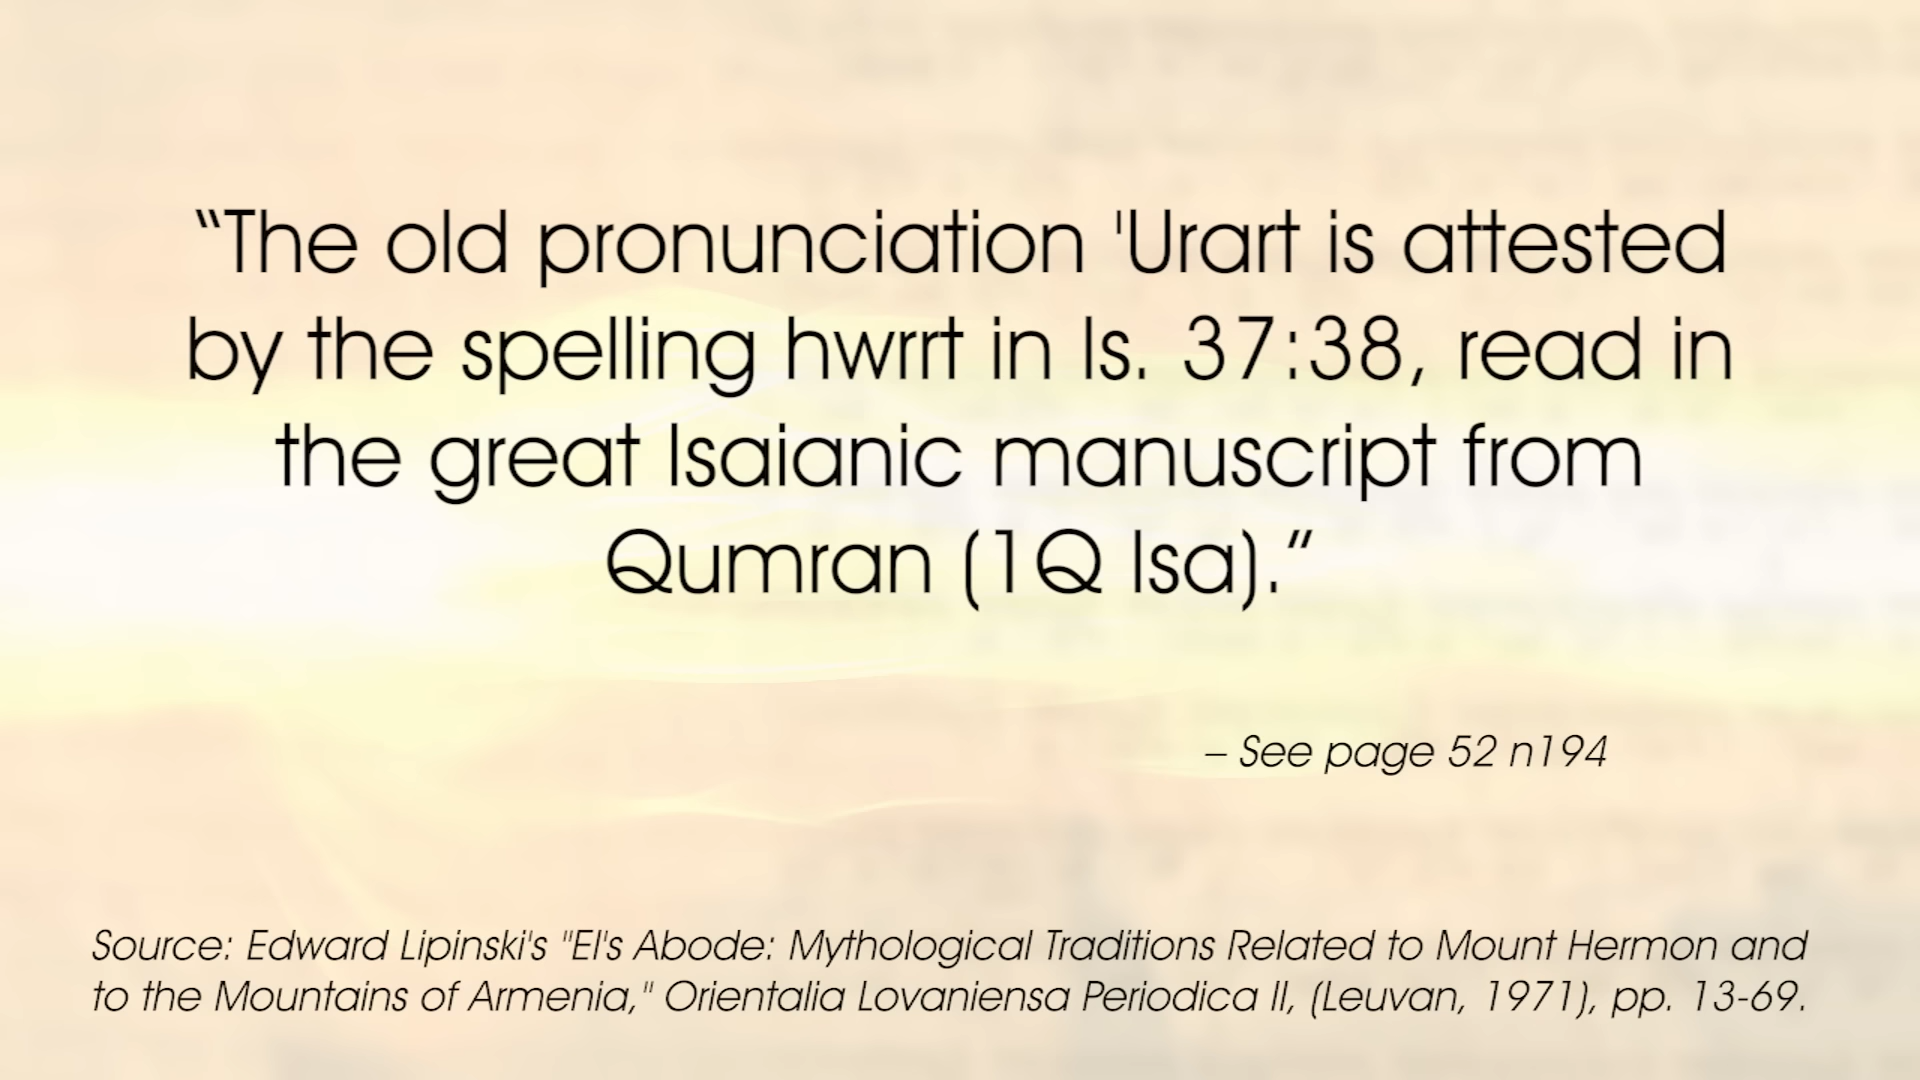 “The old pronunciation 'Urart is attested
by the spelling hwrrt in Is. 37:38, read in
the great Isaianic manuscript from
Qumran (1Q Isa).”
– See page 52 n194
Source: Edward Lipinski's "El's Abode: Mythological Traditions Related to Mount Hermon and
to the Mountains of Armenia," Orientalia Lovaniensa Periodica II, (Leuvan, 1971), pp. 13-69.